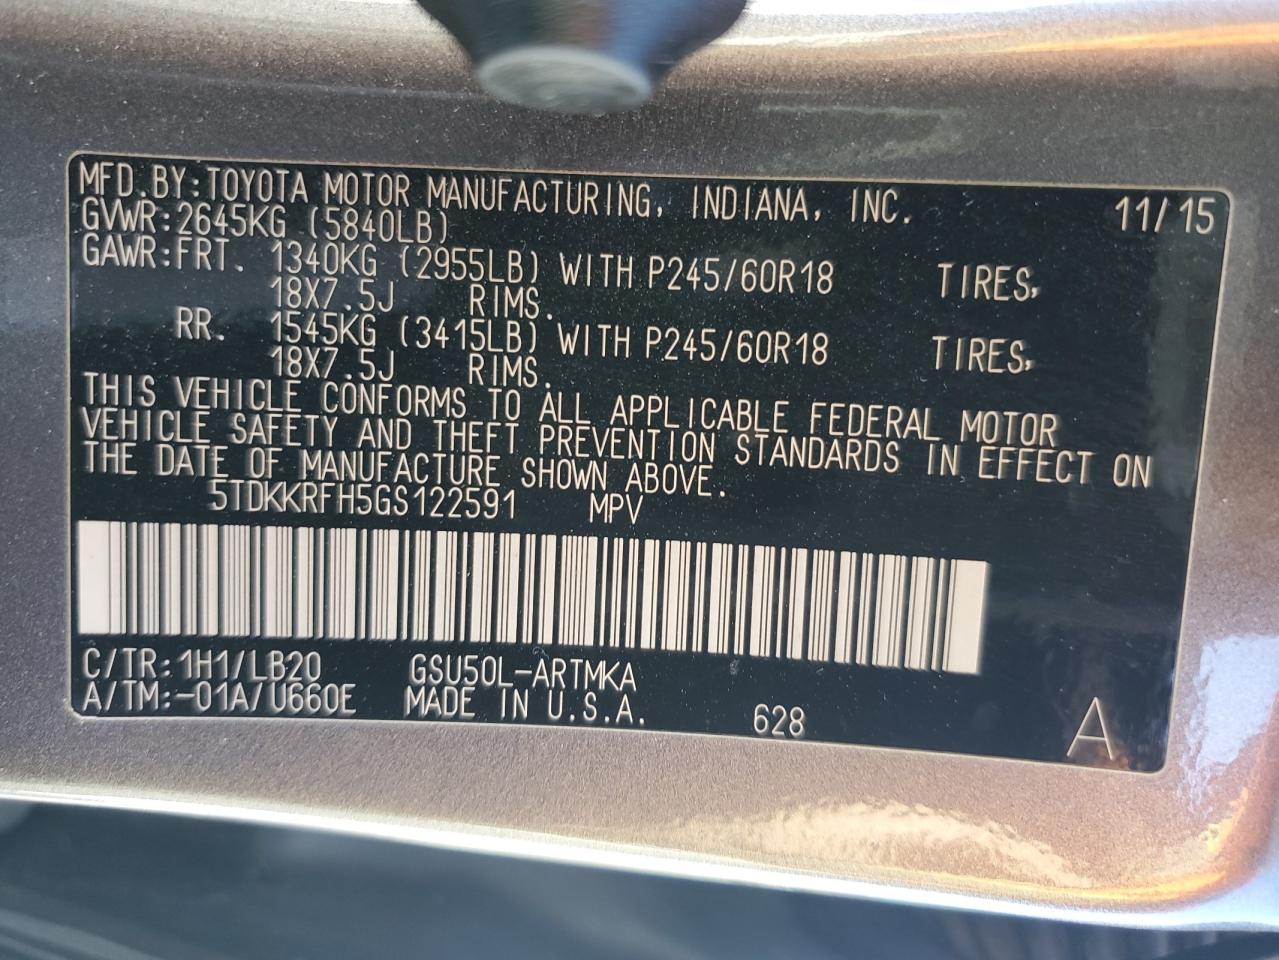 MFD.BY:TOYOTA MOTOR MANUFACTURING, INDIANA, INC. 11/15
GVWR:2645KG (5840LB)
GAWR:FRT. 1340KG (2955LB) WITH P245/60R18 TIRES,
18X7.5J RIMS.
RR. 1545KG (3415LB) WITH P245/60R18 TIRES,
18X7.5J RIMS.
THIS VEHICLE CONFORMS TO ALL APPLICABLE FEDERAL MOTOR
VEHICLE SAFETY AND THEFT PREVENTION STANDARDS IN EFFECT ON
THE DATE OF MANUFACTURE SHOWN ABOVE.
5TDKKRFH5GS122591 MPV
C/TR:1H1/LB20 GSU50L-ARTMKA
A/TM:-01A/U660E MADE IN U.S.A. 628 A